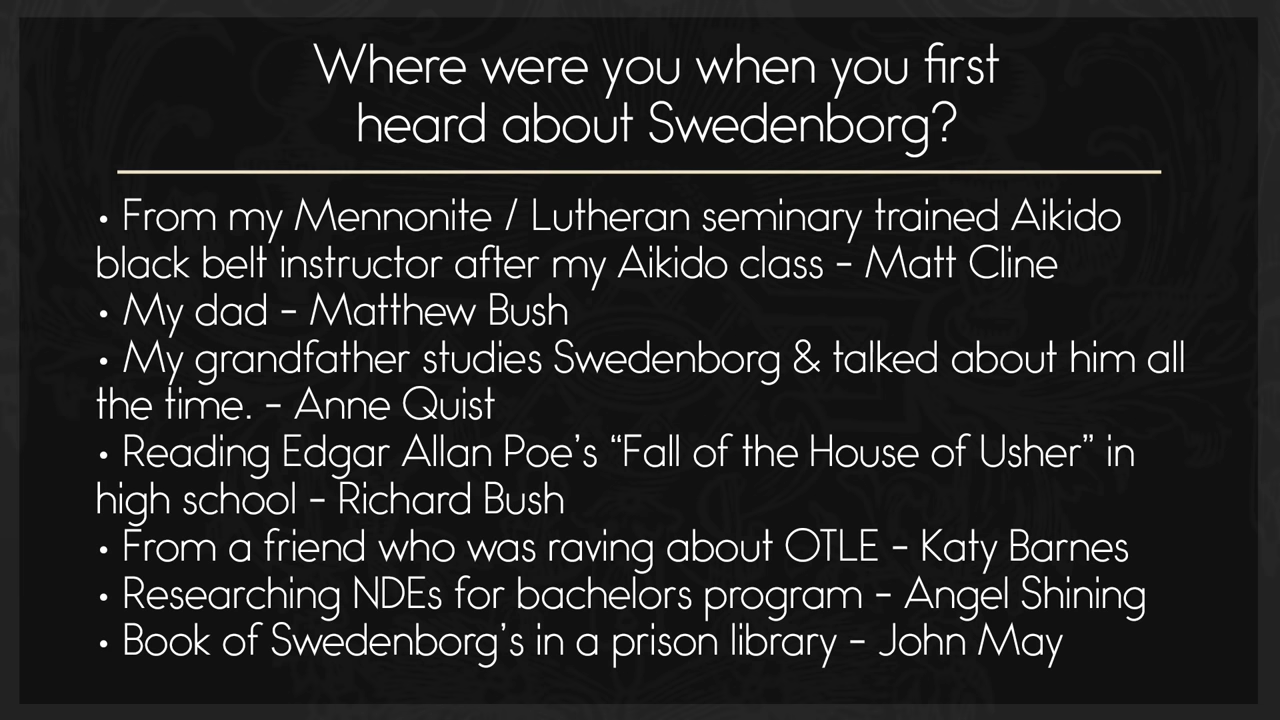 Where were you when you first
heard about Swedenborg?
• From my Mennonite / Lutheran seminary trained Aikido
black belt instructor after my Aikido class - Matt Cline
• My dad - Matthew Bush
• My grandfather studies Swedenborg & talked about him all
the time. - Anne Quist
• Reading Edgar Allan Poe’s “Fall of the House of Usher” in
high school - Richard Bush
• From a friend who was raving about OTLE - Katy Barnes
• Researching NDEs for bachelors program - Angel Shining
• Book of Swedenborg’s in a prison library - John May